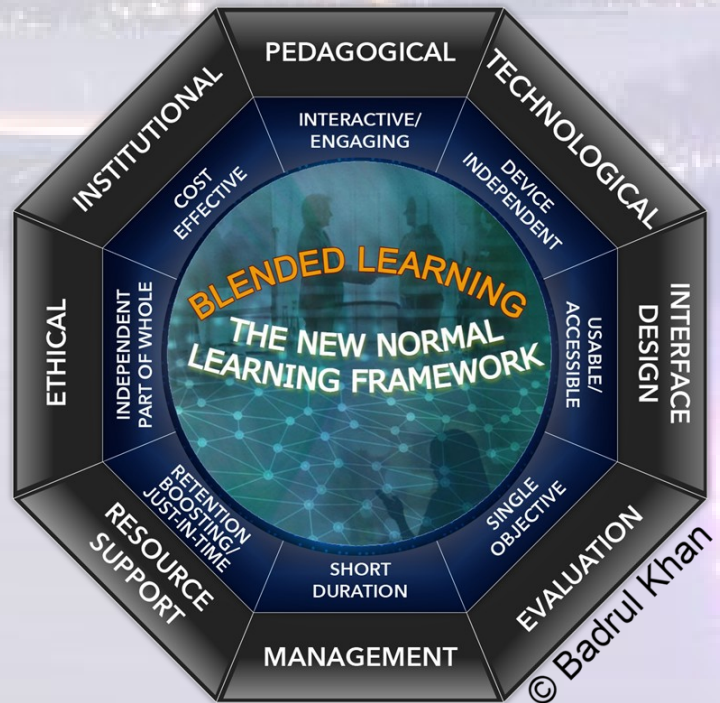 PEDAGOGICAL
TECHNOLOGICAL
INTERFACE
DESIGN
EVALUATION
MANAGEMENT
RESOURCE
SUPPORT
ETHICAL
INSTITUTIONAL
INTERACTIVE/
ENGAGING
DEVICE
INDEPENDENT
USABLE/
ACCESSIBLE
SINGLE
OBJECTIVE
SHORT
DURATION
RETENTION
BOOSTING/
JUST-IN-TIME
INDEPENDENT
PART OF WHOLE
COST
EFFECTIVE
BLENDED LEARNING
THE NEW NORMAL
LEARNING FRAMEWORK
© Badrul Khan